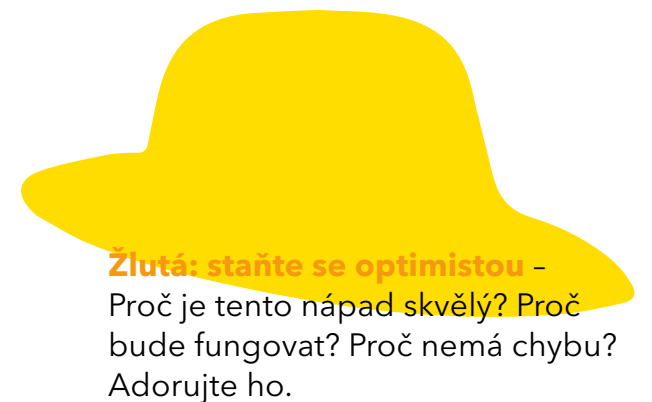 Žlutá: staňte se optimistou –
Proč je tento nápad skvělý? Proč
bude fungovat? Proč nemá chybu?
Adorujte ho.